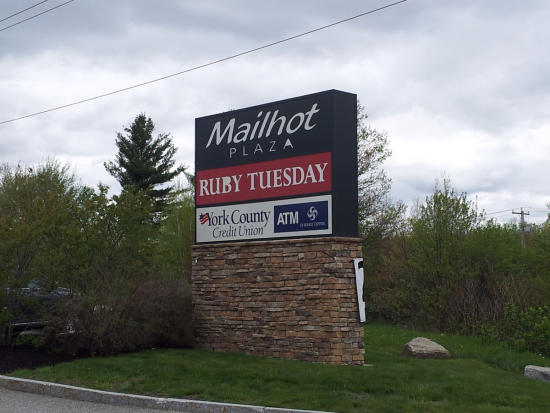 Mailhot
PLAZA
RUBY TUESDAY
York County
Credit Union
ATM